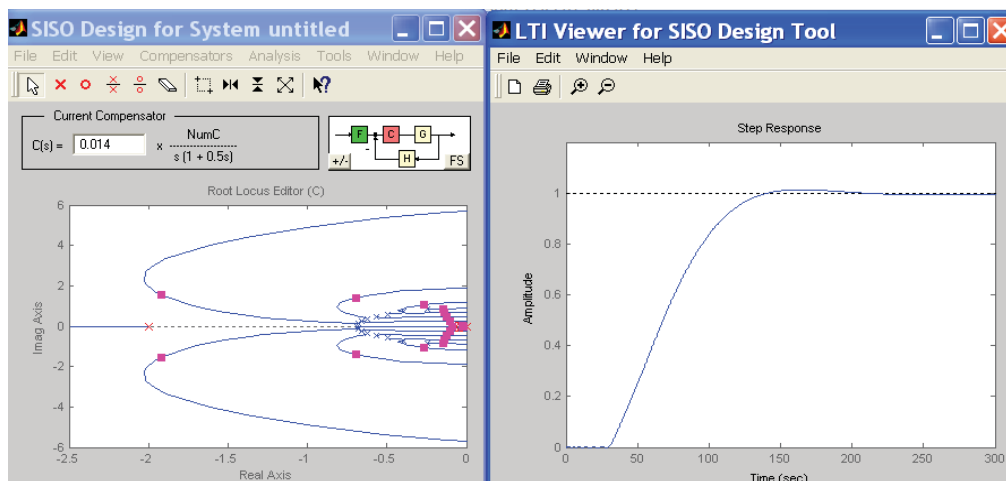 SISO Design for System untitled
File Edit View Compensators Analysis Tools Window Help
Current Compensator
C(s) = 0.014 x NumC
s (1 + 0.5s)
F C G
H
+/- FS
Root Locus Editor (C)
6
4
2
0
-2
-4
-6
Imag Axis
-2.5 -2 -1.5 -1 -0.5 0
Real Axis
LTI Viewer for SISO Design Tool
File Edit Window Help
Step Response
1
0.8
0.6
0.4
0.2
0
Amplitude
0 50 100 150 200 250 300
Time (sec)